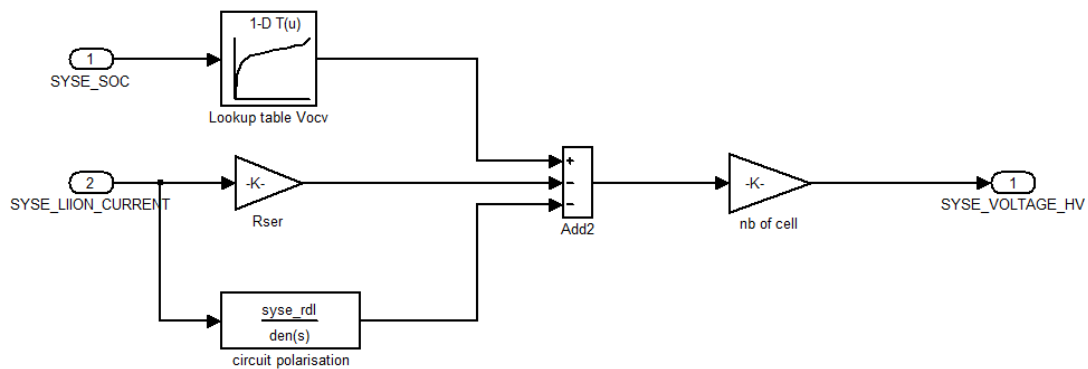 1-D T(u)
1
SYSE_SOC
Lookup table Vocv
2
SYSE_LIION_CURRENT
-K-
Rser
+
−
−
Add2
-K-
nb of cell
1
SYSE_VOLTAGE_HV
syse_rdl
den(s)
circuit polarisation